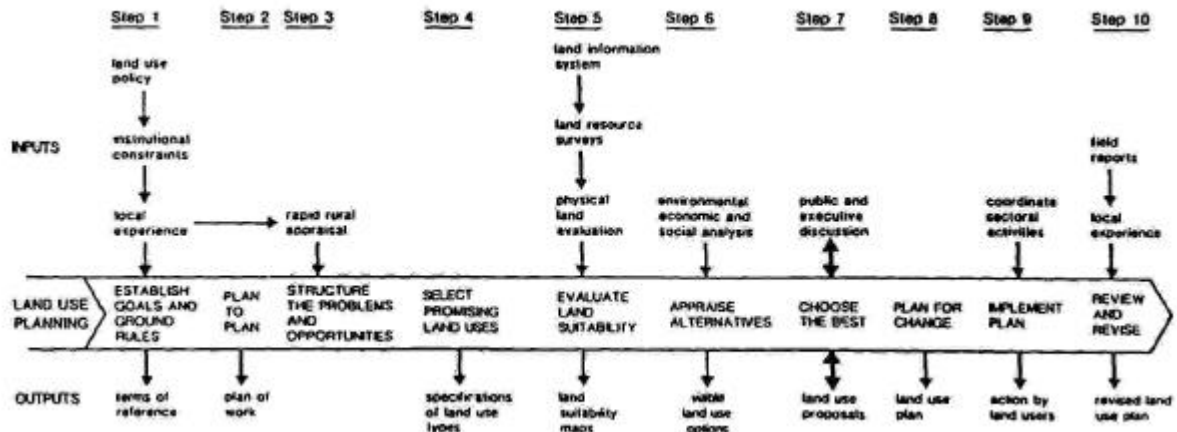 Step 1 Step 2 Step 3 Step 4 Step 5 Step 6 Step 7 Step 8 Step 9 Step 10
land use
policy
land information
system
INPUTS
institutional
constraints
land resource
surveys
field
reports
local
experience
rapid rural
appraisal
physical
land
evaluation
environmental
economic and
social analysis
public and
executive
discussion
coordinate
sectoral
activities
local
experience
LAND USE
PLANNING
ESTABLISH
GOALS AND
GROUND
RULES
PLAN
TO
PLAN
STRUCTURE
THE PROBLEMS
AND
OPPORTUNITIES
SELECT
PROMISING
LAND USES
EVALUATE
LAND
SUITABILITY
APPRAISE
ALTERNATIVES
CHOOSE
THE BEST
PLAN FOR
CHANGE
IMPLEMENT
PLAN
REVIEW
AND
REVISE
OUTPUTS
terms of
reference
plan of
work
specifications
of land use
types
land
suitability
maps
viable
land use
options
land use
proposals
land use
plan
action by
land users
revised land
use plan